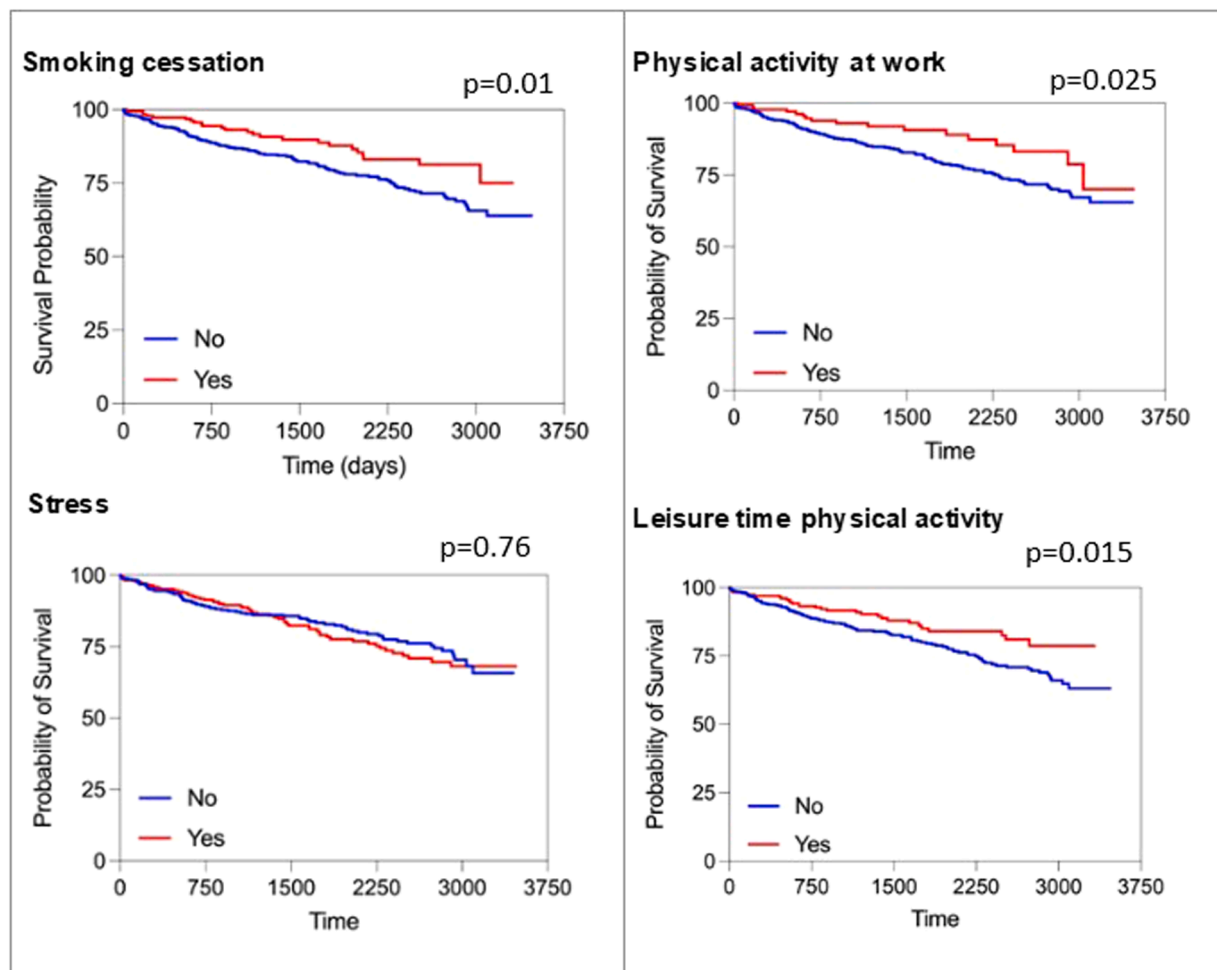 Smoking cessation
p=0.01
100
75
50
25
0
Survival Probability
No
Yes
0 750 1500 2250 3000 3750
Time (days)
Physical activity at work
p=0.025
100
75
50
25
0
Probability of Survival
No
Yes
0 750 1500 2250 3000 3750
Time
Stress
p=0.76
100
75
50
25
0
Probability of Survival
No
Yes
0 750 1500 2250 3000 3750
Time
Leisure time physical activity
p=0.015
100
75
50
25
0
Probability of Survival
No
Yes
0 750 1500 2250 3000 3750
Time